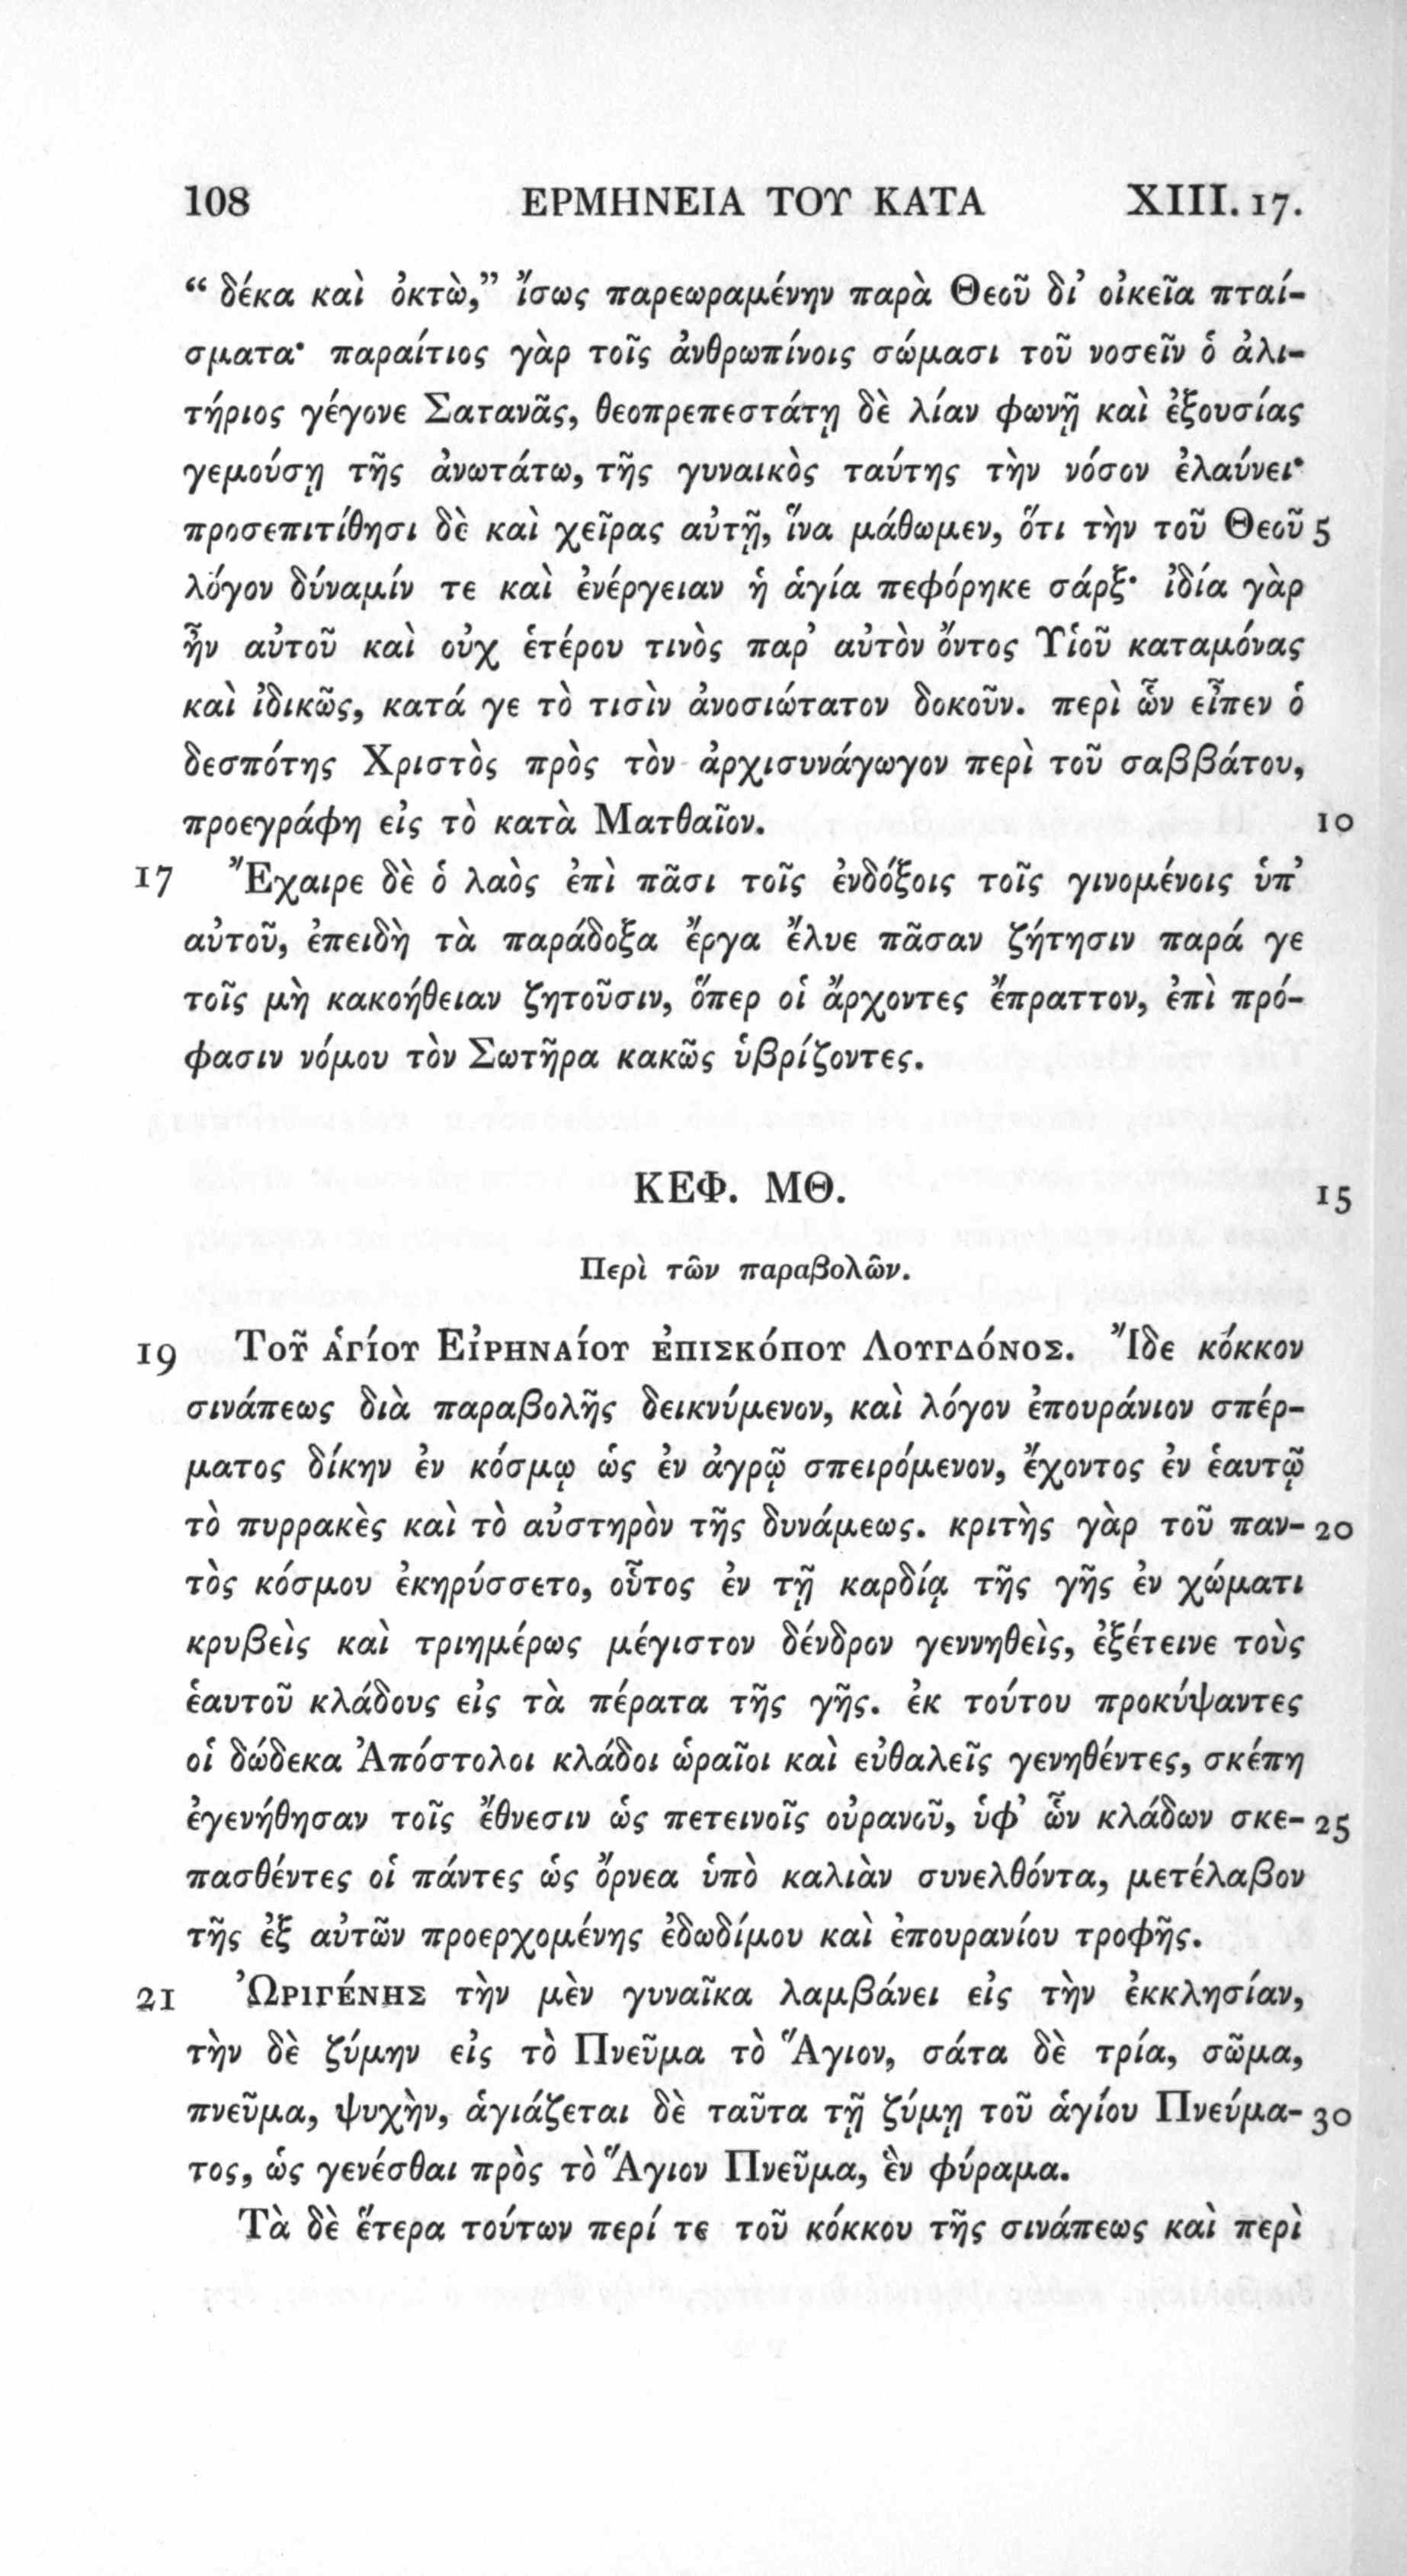 108 ΕΡΜΗΝΕΙΑ ΤΟΥ ΚΑΤΑ XIII. 17.
“ δέκα καὶ ὀκτὼ,” ἴσως παρεωραμένην παρὰ Θεοῦ δι’ οἰκεῖα πταί-
σματα· παραίτιος γὰρ τοῖς ἀνθρωπίνοις σώμασι τοῦ νοσεῖν ὁ ἀλι-
τήριος γέγονε Σατανᾶς, θεοπρεπεστάτῃ δὲ λίαν φωνῇ καὶ ἐξουσίας
γεμούσῃ τῆς ἀνωτάτω, τῆς γυναικὸς ταύτης τὴν νόσον ἐλαύνει·
προσεπιτίθησι δὲ καὶ χεῖρας αὐτῇ, ἵνα μάθωμεν, ὅτι τὴν τοῦ Θεοῦ 5
λόγον δύναμίν τε καὶ ἐνέργειαν ἡ ἁγία πεφόρηκε σάρξ· ἰδία γὰρ
ἦν αὐτοῦ καὶ οὐχ ἑτέρου τινὸς παρ’ αὐτὸν ὄντος Υἱοῦ καταμόνας
καὶ ἰδικῶς, κατά γε τὸ τισὶν ἀνοσιώτατον δοκοῦν. περὶ ὧν εἶπεν ὁ
δεσπότης Χριστὸς πρὸς τὸν ἀρχισυνάγωγον περὶ τοῦ σαββάτου,
προεγράφη εἰς τὸ κατὰ Ματθαῖον. 10
17 Ἔχαιρε δὲ ὁ λαὸς ἐπὶ πᾶσι τοῖς ἐνδόξοις τοῖς γινομένοις ὑπ’
αὐτοῦ, ἐπειδὴ τὰ παράδοξα ἔργα ἔλυε πᾶσαν ζήτησιν παρά γε
τοῖς μὴ κακοήθειαν ζητοῦσιν, ὅπερ οἱ ἄρχοντες ἔπραττον, ἐπὶ πρό-
φασιν νόμου τὸν Σωτῆρα κακῶς ὑβρίζοντες.
ΚΕΦ. ΜΘ. 15
Περὶ τῶν παραβολῶν.
19 Τοῦ ἁγίου Εἰρηναίου ἐπισκόπου Λουγδόνος. Ἴδε κόκκον
σινάπεως διὰ παραβολῆς δεικνύμενον, καὶ λόγον ἐπουράνιον σπέρ-
ματος δίκην ἐν κόσμῳ ὡς ἐν ἀγρῷ σπειρόμενον, ἔχοντος ἐν ἑαυτῷ
τὸ πυρρακὲς καὶ τὸ αὐστηρὸν τῆς δυνάμεως. κριτὴς γὰρ τοῦ παν- 20
τὸς κόσμου ἐκηρύσσετο, οὗτος ἐν τῇ καρδίᾳ τῆς γῆς ἐν χώματι
κρυβεὶς καὶ τριημέρως μέγιστον δένδρον γεννηθεὶς, ἐξέτεινε τοὺς
ἑαυτοῦ κλάδους εἰς τὰ πέρατα τῆς γῆς. ἐκ τούτου προκύψαντες
οἱ δώδεκα Ἀπόστολοι κλάδοι ὡραῖοι καὶ εὐθαλεῖς γενηθέντες, σκέπη
ἐγενήθησαν τοῖς ἔθνεσιν ὡς πετεινοῖς οὐρανοῦ, ὑφ’ ὧν κλάδων σκε- 25
πασθέντες οἱ πάντες ὡς ὄρνεα ὑπὸ καλιὰν συνελθόντα, μετέλαβον
τῆς ἐξ αὐτῶν προερχομένης ἐδωδίμου καὶ ἐπουρανίου τροφῆς.
21 Ὠριγένης τὴν μὲν γυναῖκα λαμβάνει εἰς τὴν ἐκκλησίαν,
τὴν δὲ ζύμην εἰς τὸ Πνεῦμα τὸ Ἅγιον, σάτα δὲ τρία, σῶμα,
πνεῦμα, ψυχὴν, ἁγιάζεται δὲ ταῦτα τῇ ζύμῃ τοῦ ἁγίου Πνεύμα- 30
τος, ὡς γενέσθαι πρὸς τὸ Ἅγιον Πνεῦμα, ἓν φύραμα.
Τὰ δὲ ἕτερα τούτων περί τε τοῦ κόκκου τῆς σινάπεως καὶ περὶ